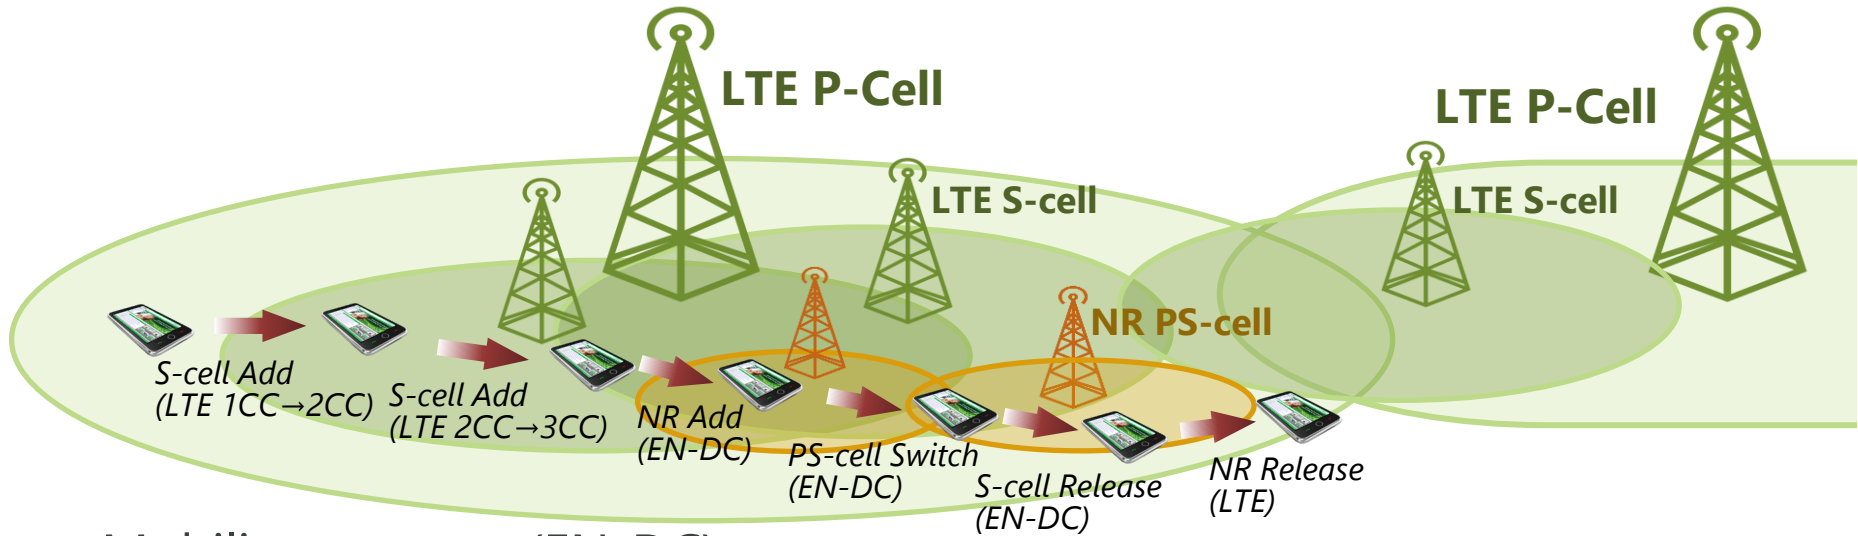 LTE P-Cell
LTE P-Cell
LTE S-cell
LTE S-cell
NR PS-cell
S-cell Add
(LTE 1CC→2CC)
S-cell Add
(LTE 2CC→3CC)
NR Add
(EN-DC)
PS-cell Switch
(EN-DC)
S-cell Release
(EN-DC)
NR Release
(LTE)